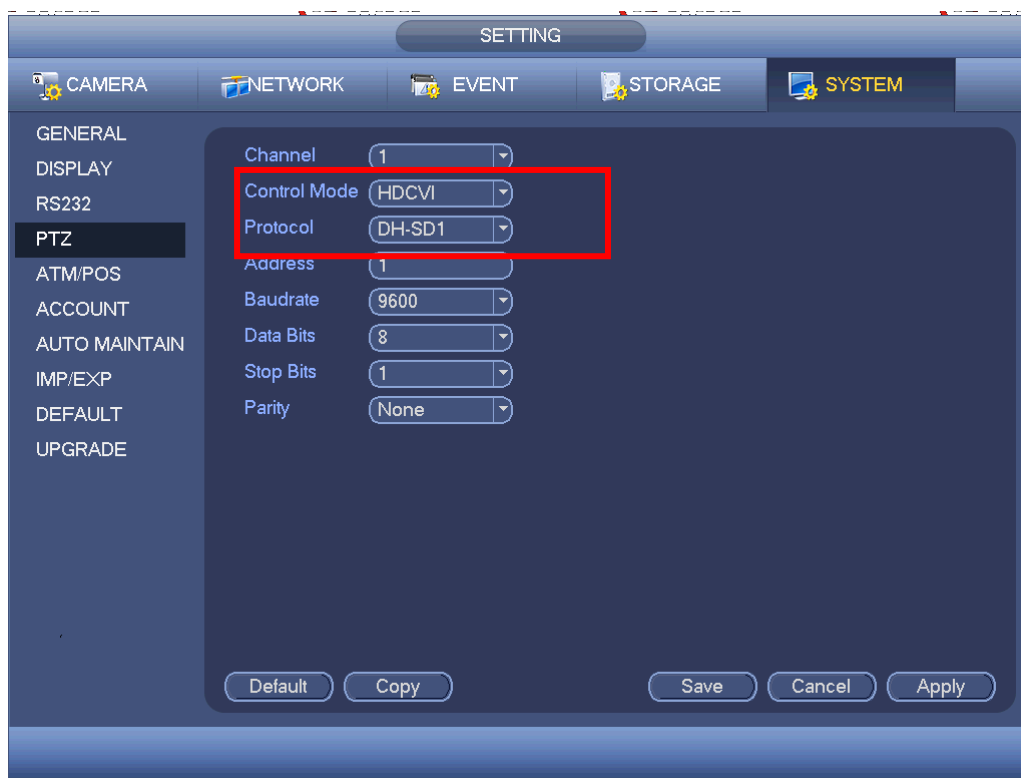 SETTING
CAMERA NETWORK EVENT STORAGE SYSTEM
GENERAL
DISPLAY
RS232
PTZ
ATM/POS
ACCOUNT
AUTO MAINTAIN
IMP/EXP
DEFAULT
UPGRADE
Channel 1
Control Mode HDCVI
Protocol DH-SD1
Address 1
Baudrate 9600
Data Bits 8
Stop Bits 1
Parity None
Default Copy Save Cancel Apply